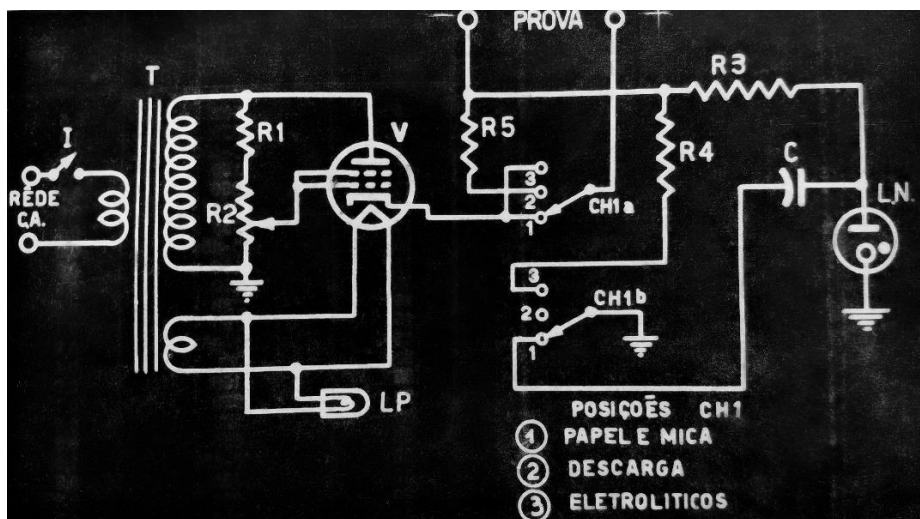 − PROVA +
T
I
RÊDE
C.A.
R1
R2
V
R5
R4
R3
C
L.N.
3
2
1
CH1a
3
2
1
CH1b
LP
POSIÇÕES CH1
1 PAPEL E MICA
2 DESCARGA
3 ELETROLITICOS